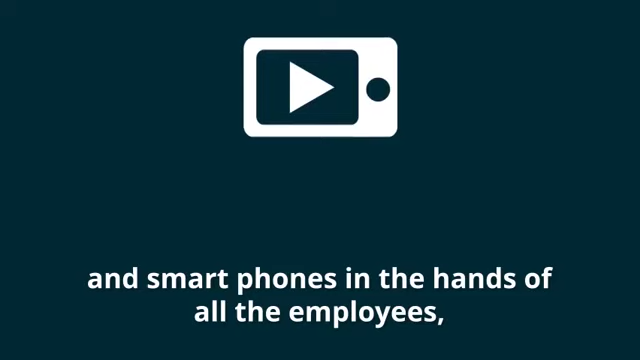 and smart phones in the hands of
all the employees,